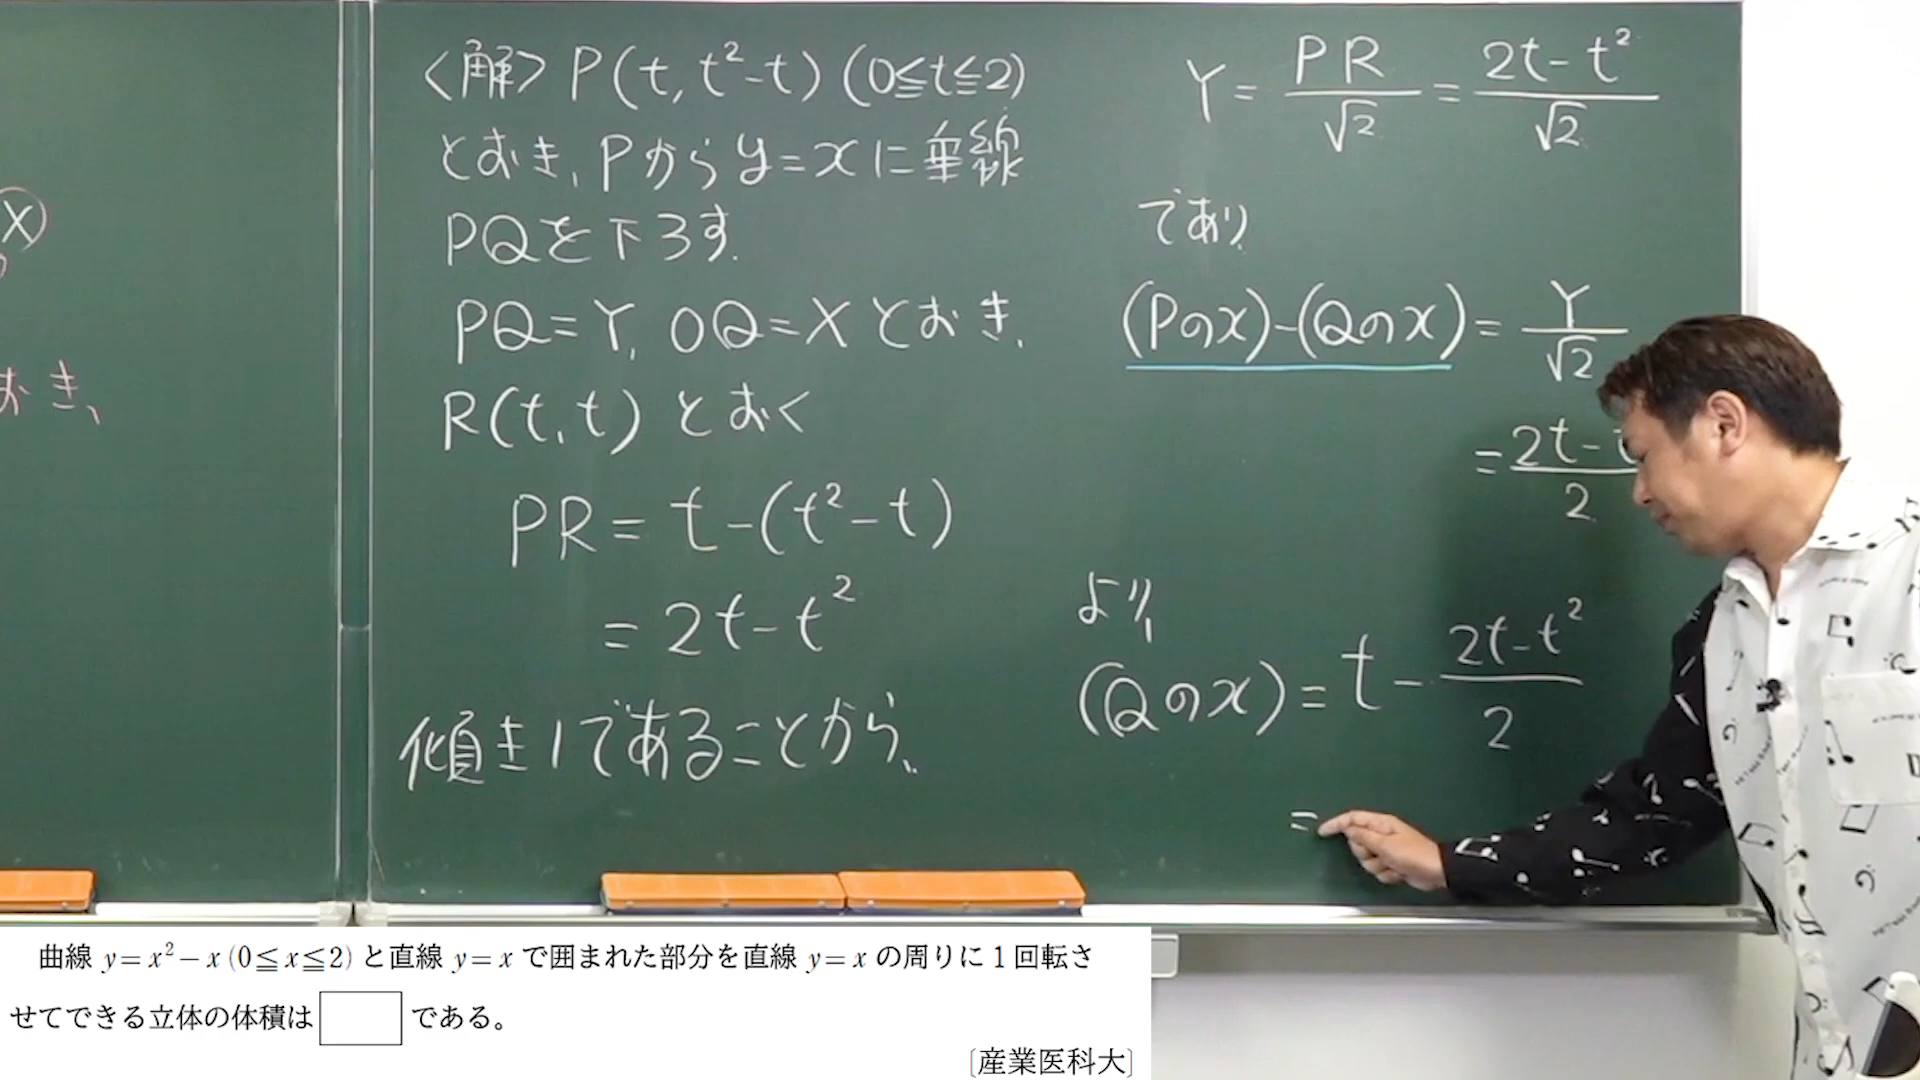 X
おき、
<解> P(t, t²-t) (0≦t≦2)
とおき、Pから y=x に垂線
PQを下ろす.
PQ=Y, OQ=X とおき、
R(t, t) とおく
PR = t-(t²-t)
= 2t-t²
傾き1であることから、
Y = PR/√2 = (2t-t²)/√2
であり
(Pのx)-(Qのx) = Y/√2
= 2t-t/2
より、
(Qのx) = t - (2t-t²)/2
=
曲線 y=x²-x (0≦x≦2) と直線 y=x で囲まれた部分を直線 y=x の周りに1回転さ
せてできる立体の体積は□である。
[産業医科大]